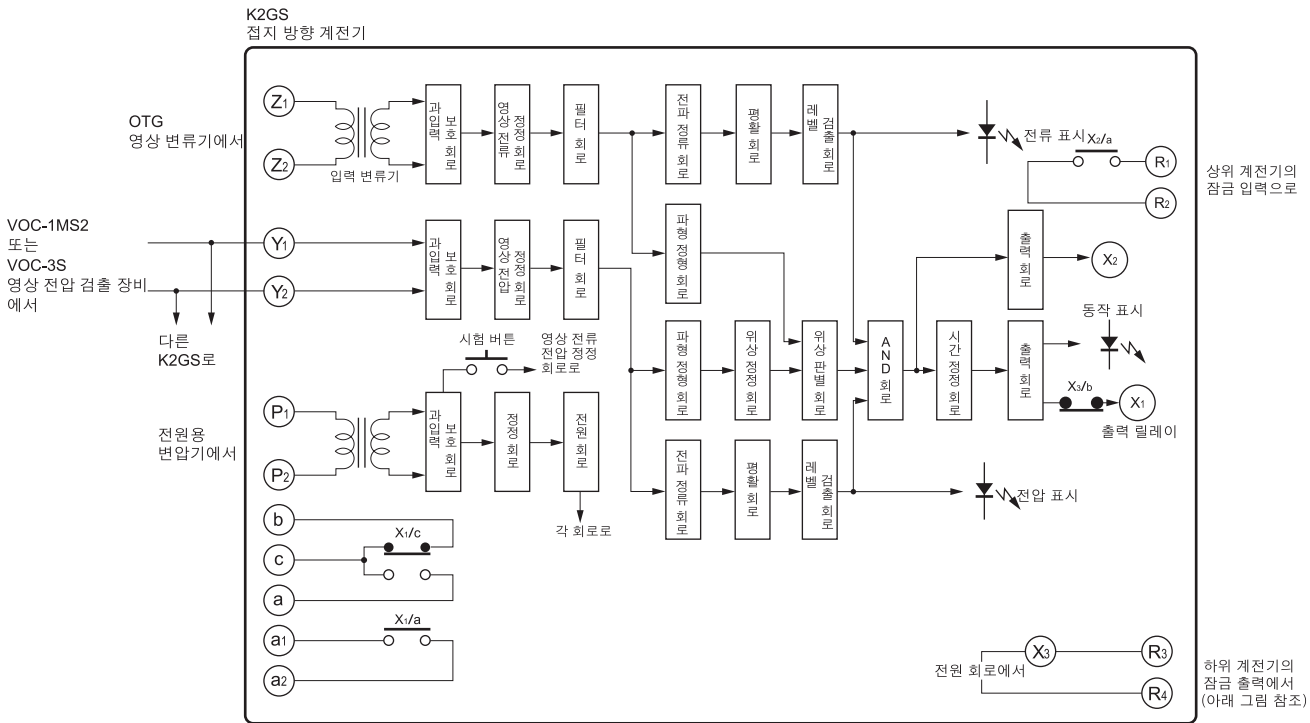 K2GS
접지 방향 계전기
OTG
영상 변류기에서
Z1
Z2
입력 변류기
과입력
보호 회로
영상 전류
정정 회로
필터 회로
전파 정류 회로
평활 회로
레벨
검출 회로
전류 표시
X2/a
R1
R2
상위 계전기의
잠금 입력으로
VOC-1MS2
또는
VOC-3S
영상 전압 검출 장비
에서
Y1
Y2
다른
K2GS로
과입력
보호 회로
영상 전압
정정 회로
필터 회로
파형 정형 회로
출력 회로
X2
시험 버튼
영상 전류
전압 정정
회로로
파형 정형 회로
위상 정정 회로
위상 판별 회로
AND 회로
시간 정정 회로
출력 회로
동작 표시
X3/b
X1
출력 릴레이
전원용
변압기에서
P1
P2
과입력
보호 회로
정정 회로
전원 회로
각 회로로
전파 정류 회로
평활 회로
레벨
검출 회로
전압 표시
b
c
a
a1
a2
X1/c
X1/a
전원 회로에서
X3
R3
R4
하위 계전기의
잠금 출력에서
(아래 그림 참조)